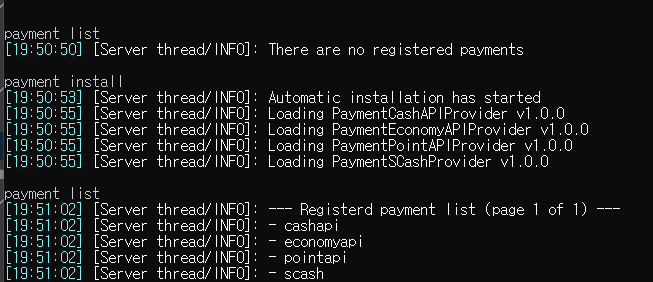 payment list
[19:50:50] [Server thread/INFO]: There are no registered payments
payment install
[19:50:53] [Server thread/INFO]: Automatic installation has started
[19:50:55] [Server thread/INFO]: Loading PaymentCashAPIProvider v1.0.0
[19:50:55] [Server thread/INFO]: Loading PaymentEconomyAPIProvider v1.0.0
[19:50:55] [Server thread/INFO]: Loading PaymentPointAPIProvider v1.0.0
[19:50:55] [Server thread/INFO]: Loading PaymentSCashProvider v1.0.0
payment list
[19:51:02] [Server thread/INFO]: --- Registerd payment list (page 1 of 1) ---
[19:51:02] [Server thread/INFO]: - cashapi
[19:51:02] [Server thread/INFO]: - economyapi
[19:51:02] [Server thread/INFO]: - pointapi
[19:51:02] [Server thread/INFO]: - scash